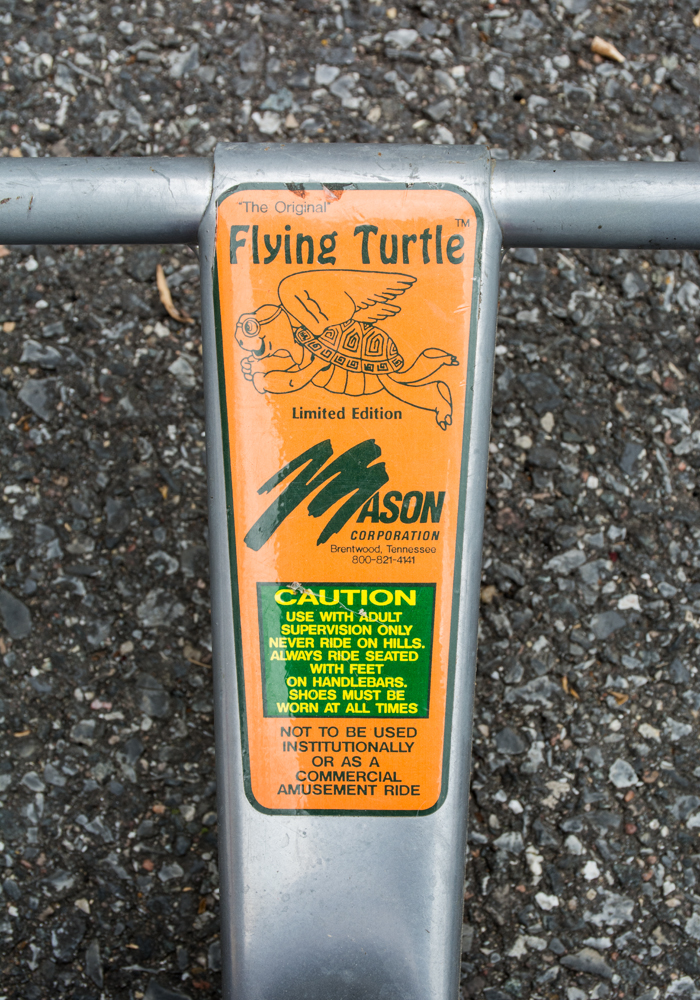 "The Original"
Flying Turtle™
Limited Edition
MASON
CORPORATION
Brentwood, Tennessee
800-821-4141
CAUTION
USE WITH ADULT
SUPERVISION ONLY
NEVER RIDE ON HILLS.
ALWAYS RIDE SEATED
WITH FEET
ON HANDLEBARS.
SHOES MUST BE
WORN AT ALL TIMES
NOT TO BE USED
INSTITUTIONALLY
OR AS A
COMMERCIAL
AMUSEMENT RIDE